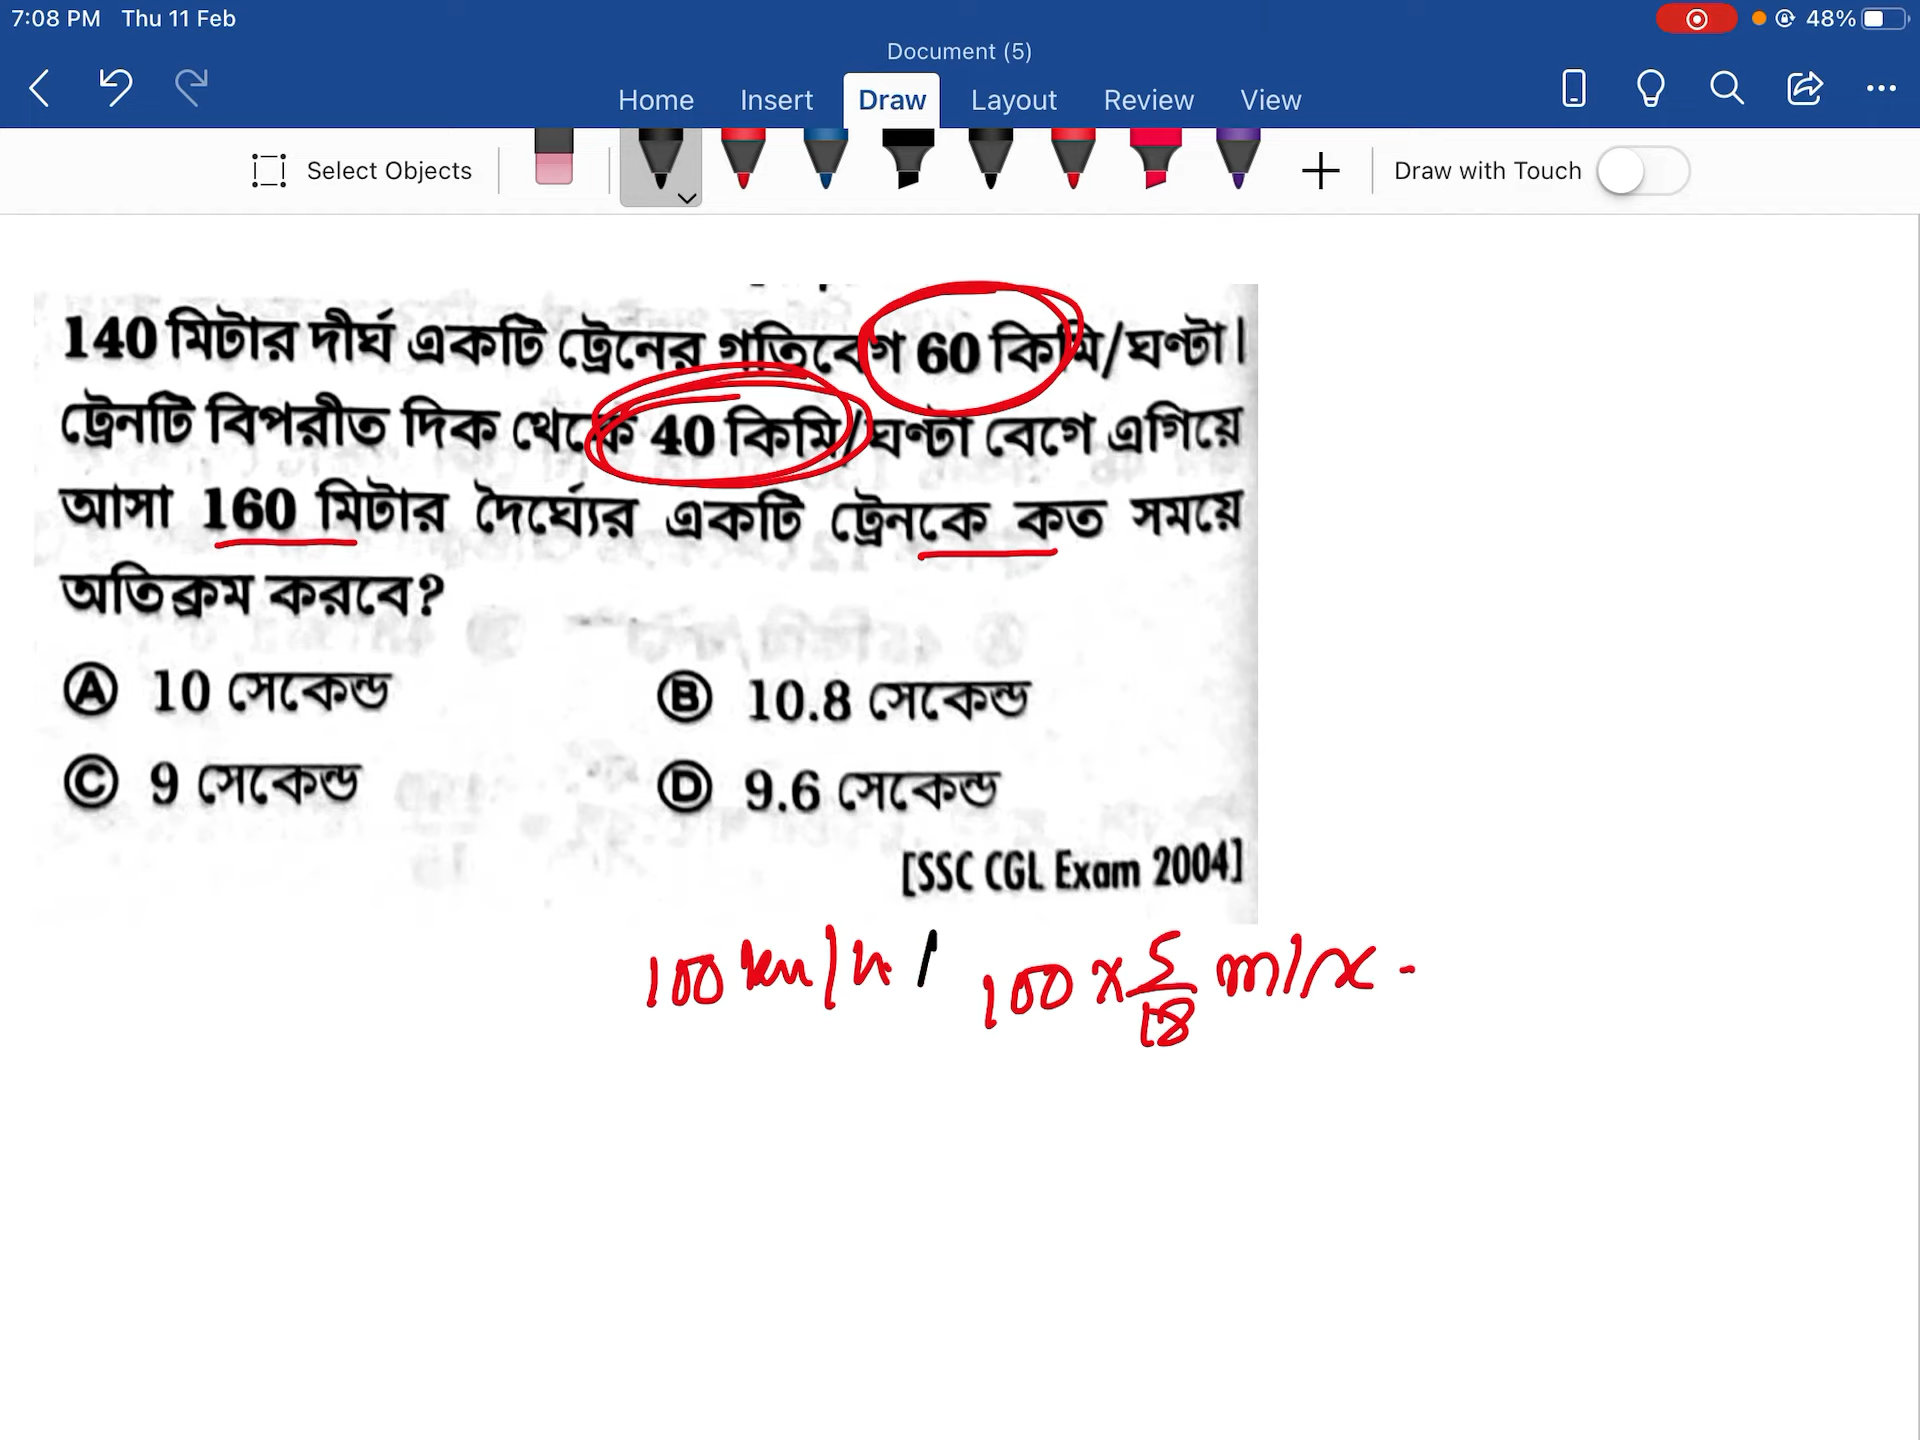 7:08 PM Thu 11 Feb
48%
Document (5)
Home Insert Draw Layout Review View
Select Objects
Draw with Touch
140 মিটার দীর্ঘ একটি ট্রেনের গতিবেগ 60 কিমি/ঘণ্টা।
ট্রেনটি বিপরীত দিক থেকে 40 কিমি/ঘণ্টা বেগে এগিয়ে
আসা 160 মিটার দৈর্ঘ্যের একটি ট্রেনকে কত সময়ে
অতিক্রম করবে?
Ⓐ 10 সেকেন্ড Ⓑ 10.8 সেকেন্ড
Ⓒ 9 সেকেন্ড Ⓓ 9.6 সেকেন্ড
[SSC CGL Exam 2004]
100 km/h 100 × 5/18 m/